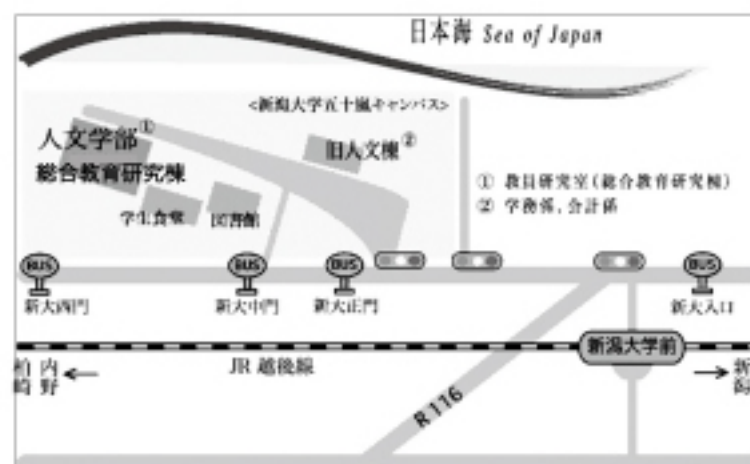 日本海 Sea of Japan
<新潟大学五十嵐キャンパス>
人文学部①
総合教育研究棟
旧人文棟②
学生食堂
図書館
① 教員研究室(総合教育研究棟)
② 学務係, 会計係
BUS
BUS
BUS
BUS
新大西門
新大中門
新大正門
新大入口
新潟大学前
柏崎
内野
←
JR 越後線
→
新潟
R 116